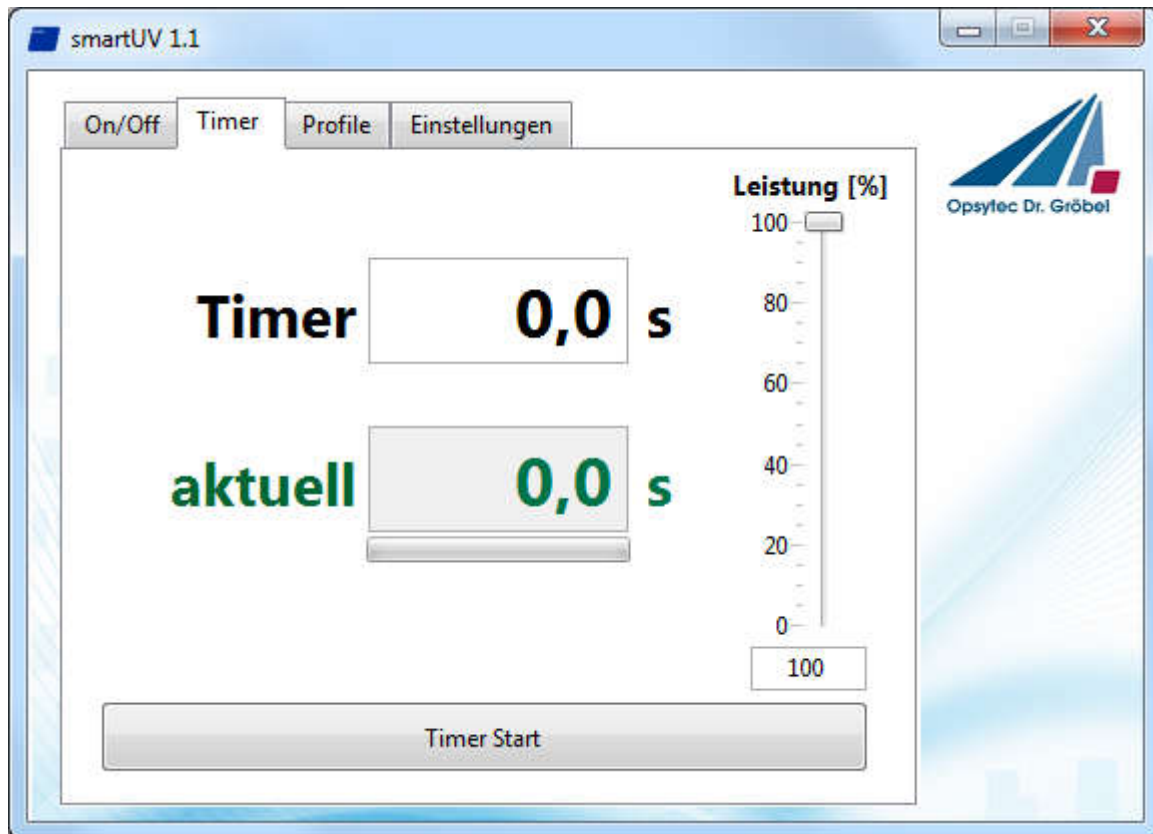 smartUV 1.1
On/Off Timer Profile Einstellungen
Opsytec Dr. Gröbel
Leistung [%]
100
80
60
40
20
0
100
Timer 0,0 s
aktuell 0,0 s
Timer Start